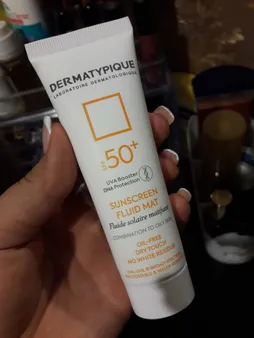 DERMATYPIQUE
LABORATOIRE DERMATOLOGIQUE
SPF 50+
UVA Booster
DNA Protection
SUNSCREEN
FLUID MAT
Fluide solaire matifiant
COMBINATION TO OILY SKIN
OIL-FREE
DRY TOUCH
NO WHITE RESIDUE